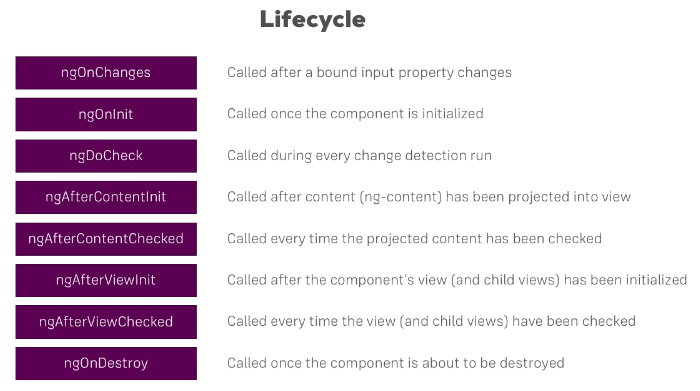 Lifecycle
ngOnChanges Called after a bound input property changes
ngOnInit Called once the component is initialized
ngDoCheck Called during every change detection run
ngAfterContentInit Called after content (ng-content) has been projected into view
ngAfterContentChecked Called every time the projected content has been checked
ngAfterViewInit Called after the component's view (and child views) has been initialized
ngAfterViewChecked Called every time the view (and child views) have been checked
ngOnDestroy Called once the component is about to be destroyed